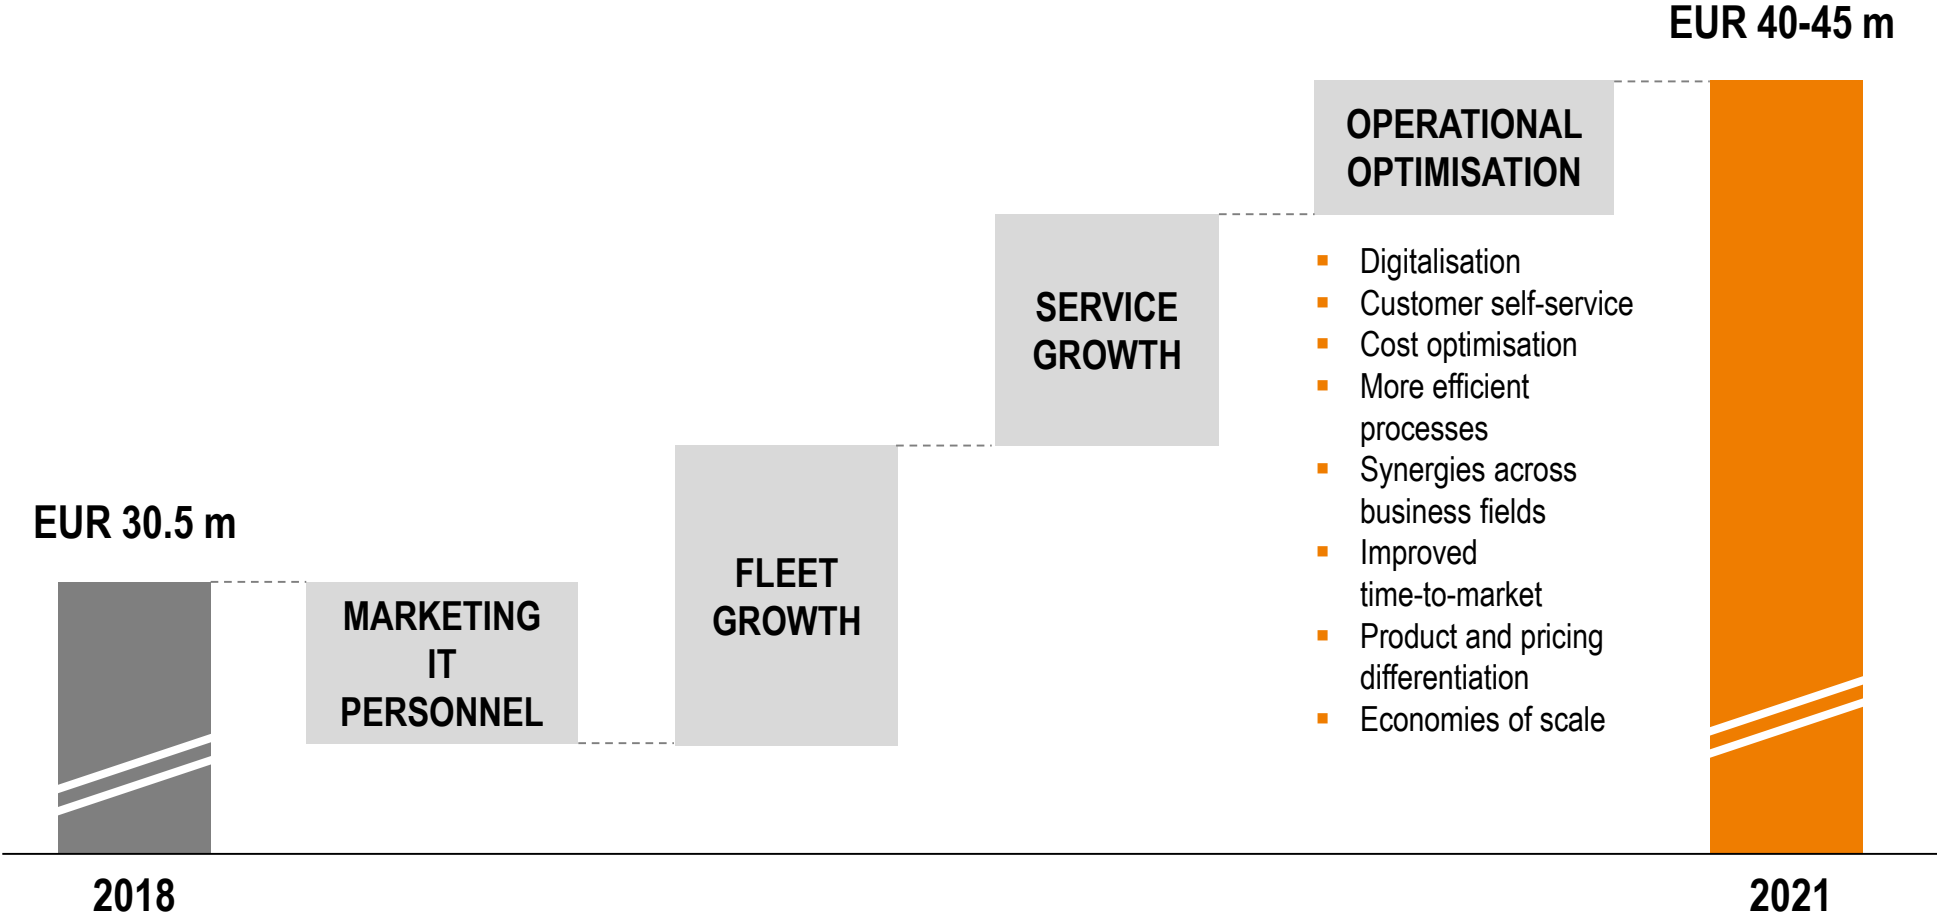 EUR 40-45 m
OPERATIONAL
OPTIMISATION
Digitalisation
Customer self-service
Cost optimisation
More efficient
processes
Synergies across
business fields
Improved
time-to-market
Product and pricing
differentiation
Economies of scale
SERVICE
GROWTH
FLEET
GROWTH
EUR 30.5 m
MARKETING
IT
PERSONNEL
2018
2021